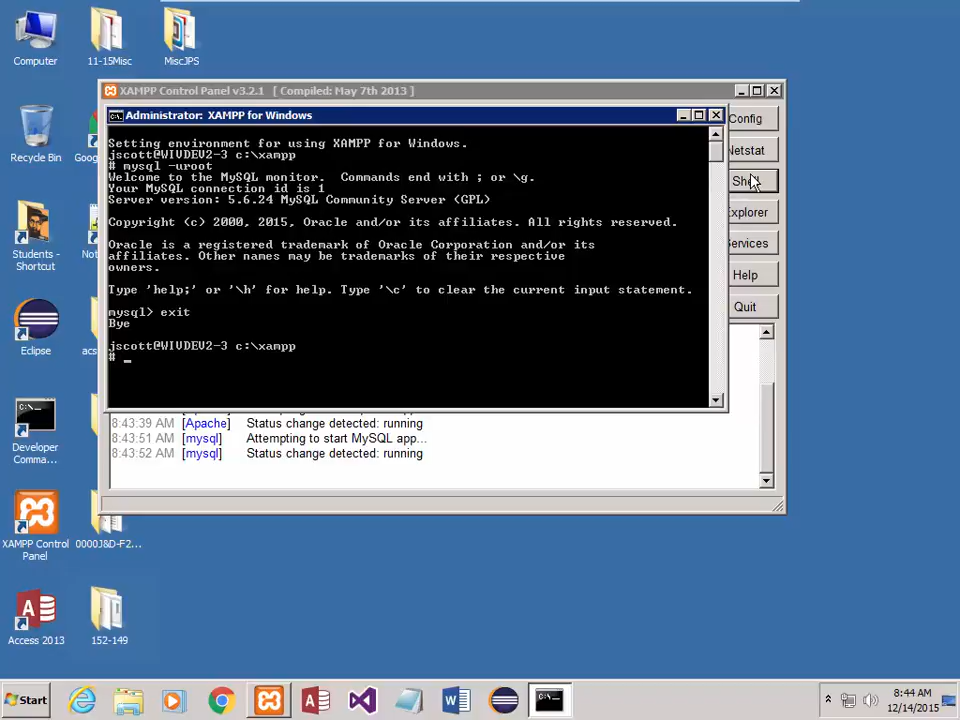 Computer
11-15Misc
MiscJPS
Recycle Bin
Students -
Shortcut
Eclipse
Developer
Comma...
XAMPP Control
Panel
0000J&D-F2...
Access 2013
152-149
XAMPP Control Panel v3.2.1 [ Compiled: May 7th 2013 ]
Administrator: XAMPP for Windows
Setting environment for using XAMPP for Windows.
jscott@WIVDEV2-3 c:\xampp
# mysql -uroot
Welcome to the MySQL monitor. Commands end with ; or \g.
Your MySQL connection id is 1
Server version: 5.6.24 MySQL Community Server (GPL)
Copyright (c) 2000, 2015, Oracle and/or its affiliates. All rights reserved.
Oracle is a registered trademark of Oracle Corporation and/or its
affiliates. Other names may be trademarks of their respective
owners.
Type 'help;' or '\h' for help. Type '\c' to clear the current input statement.
mysql> exit
Bye
jscott@WIVDEV2-3 c:\xampp
# _
Config
Netstat
Shell
Explorer
Services
Help
Quit
8:43:39 AM [Apache] Status change detected: running
8:43:51 AM [mysql] Attempting to start MySQL app...
8:43:52 AM [mysql] Status change detected: running
Start
8:44 AM
12/14/2015